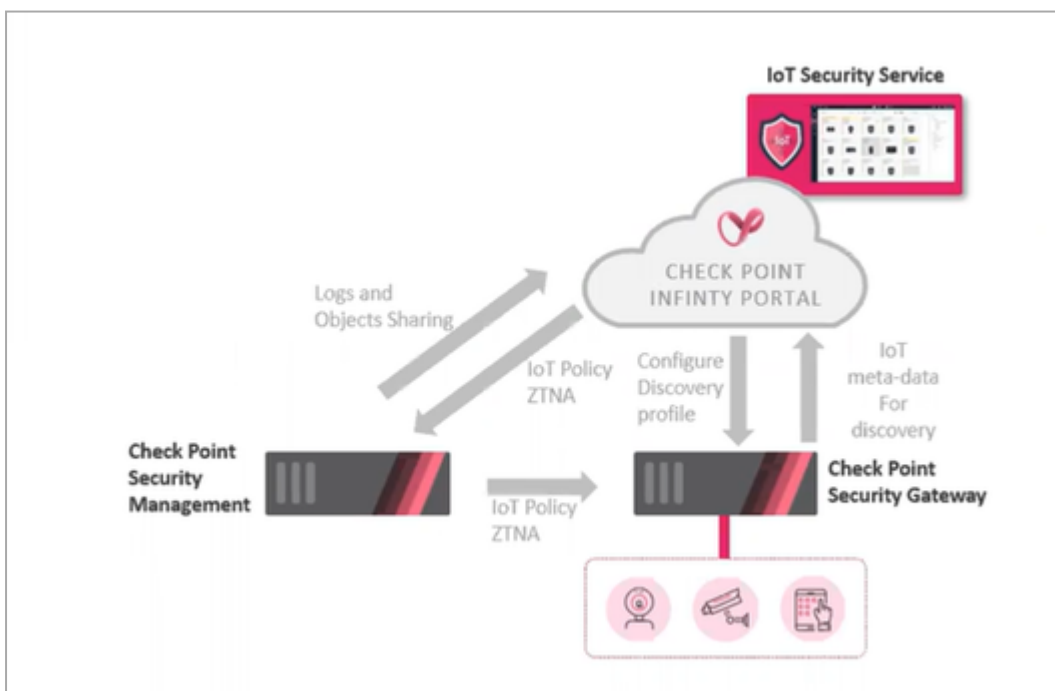 IoT Security Service
IoT
CHECK POINT
INFINTY PORTAL
Logs and
Objects Sharing
IoT Policy
ZTNA
Configure
Discovery
profile
IoT
meta-data
For
discovery
Check Point
Security
Management
IoT Policy
ZTNA
Check Point
Security Gateway